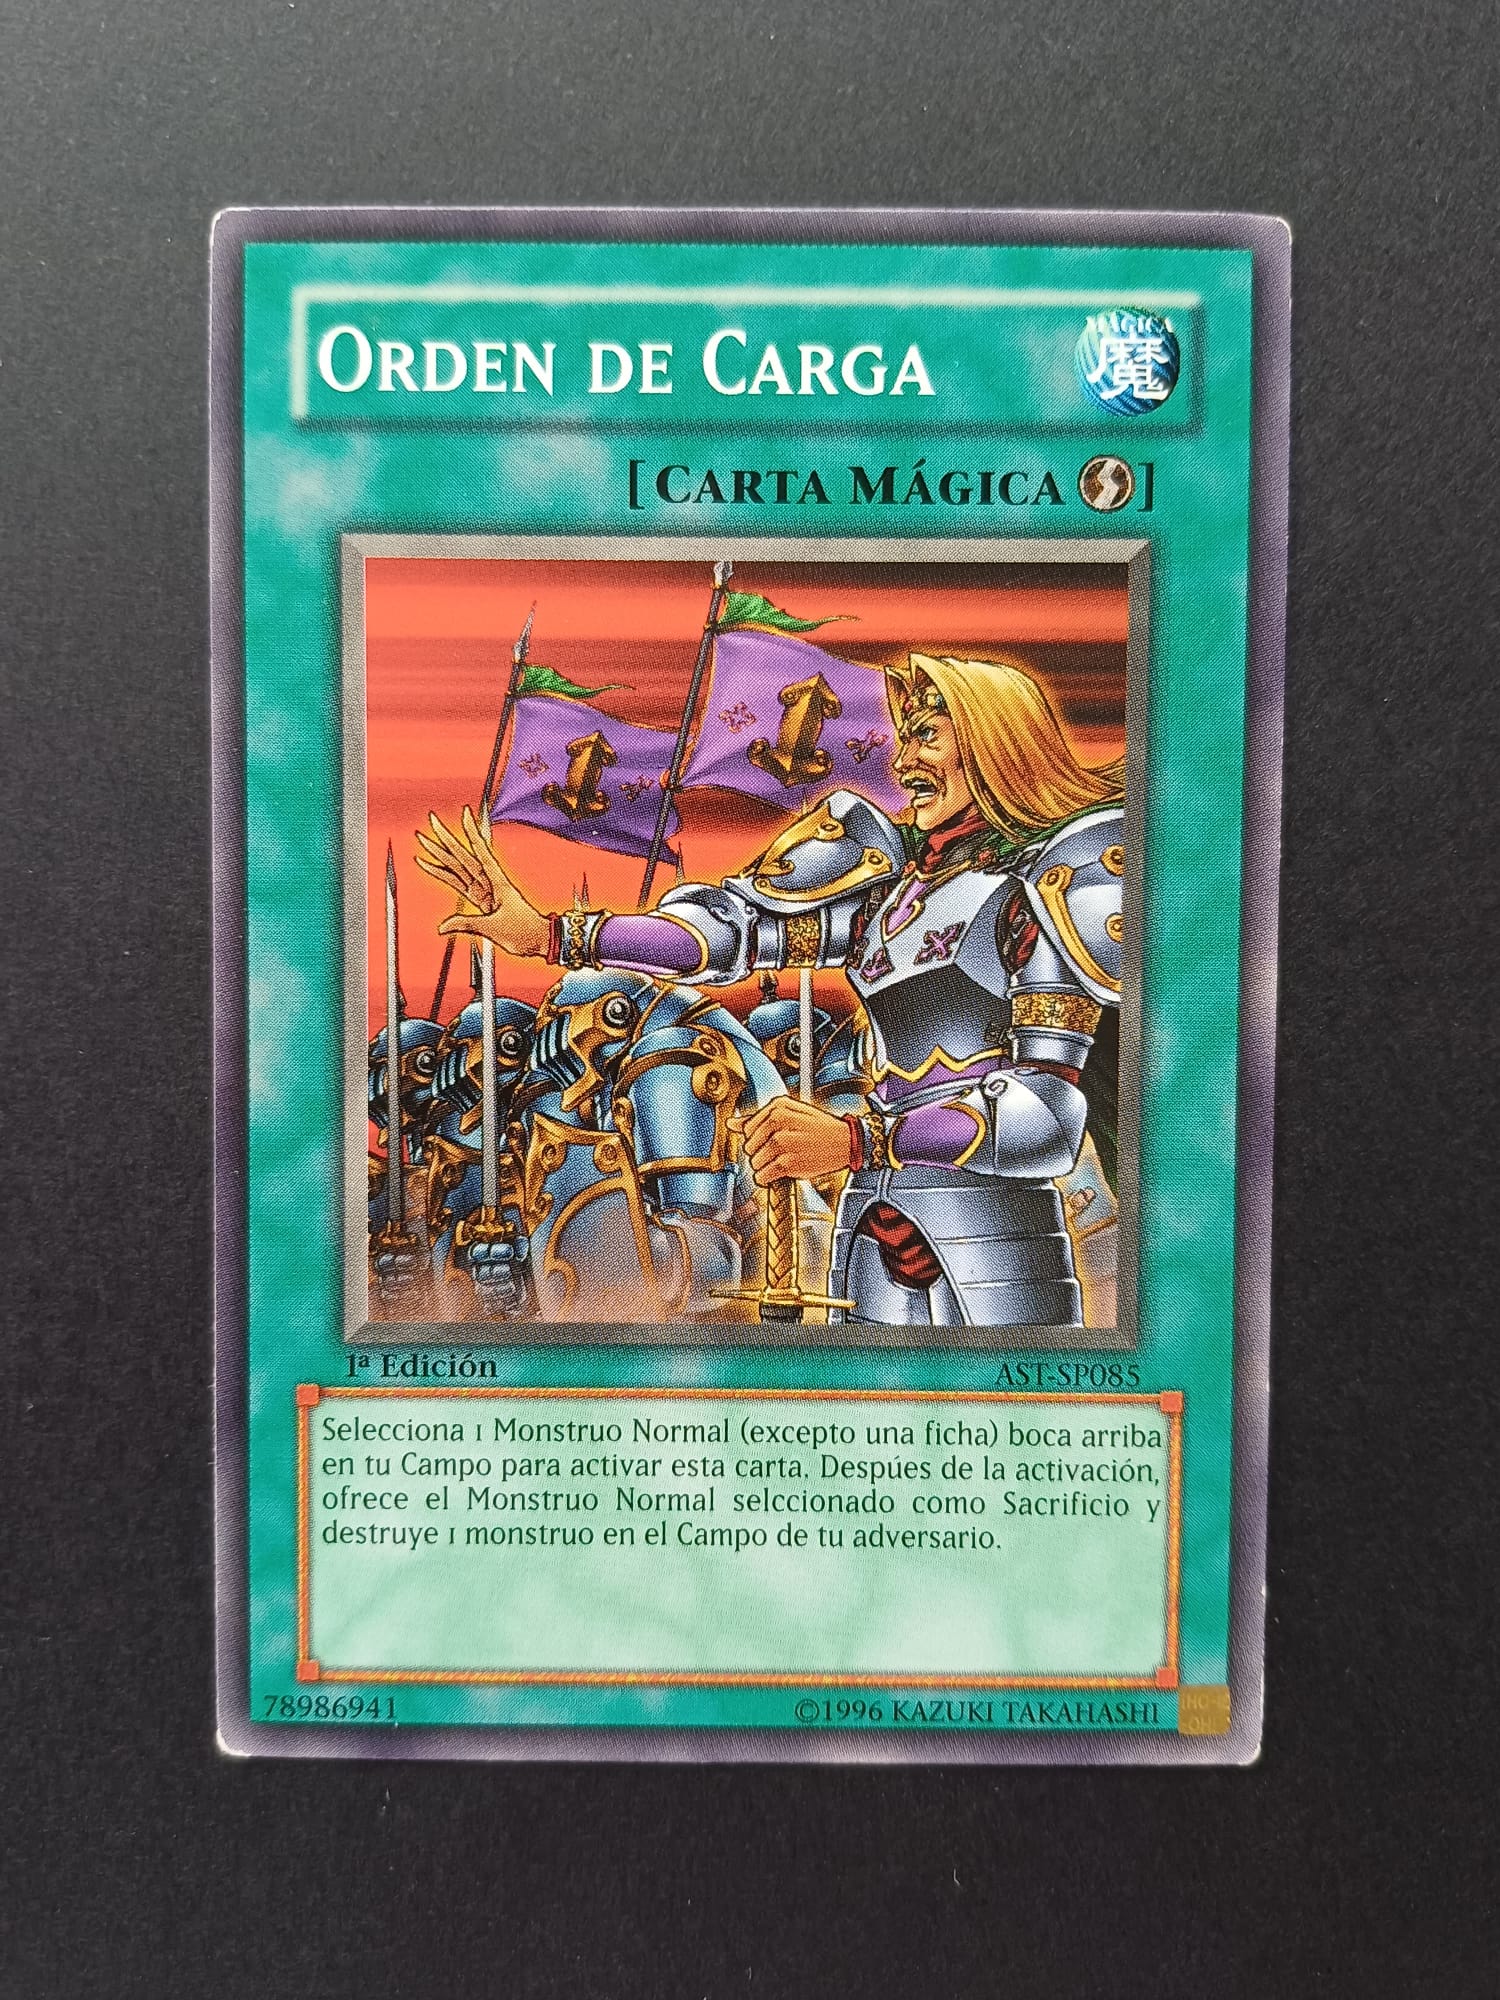 ORDEN DE CARGA
MÁGICA
魔
[CARTA MÁGICA]
1ª Edición
AST-SP085
Selecciona 1 Monstruo Normal (excepto una ficha) boca arriba
en tu Campo para activar esta carta. Despúes de la activación,
ofrece el Monstruo Normal selccionado como Sacrificio y
destruye 1 monstruo en el Campo de tu adversario.
78986941
©1996 KAZUKI TAKAHASHI